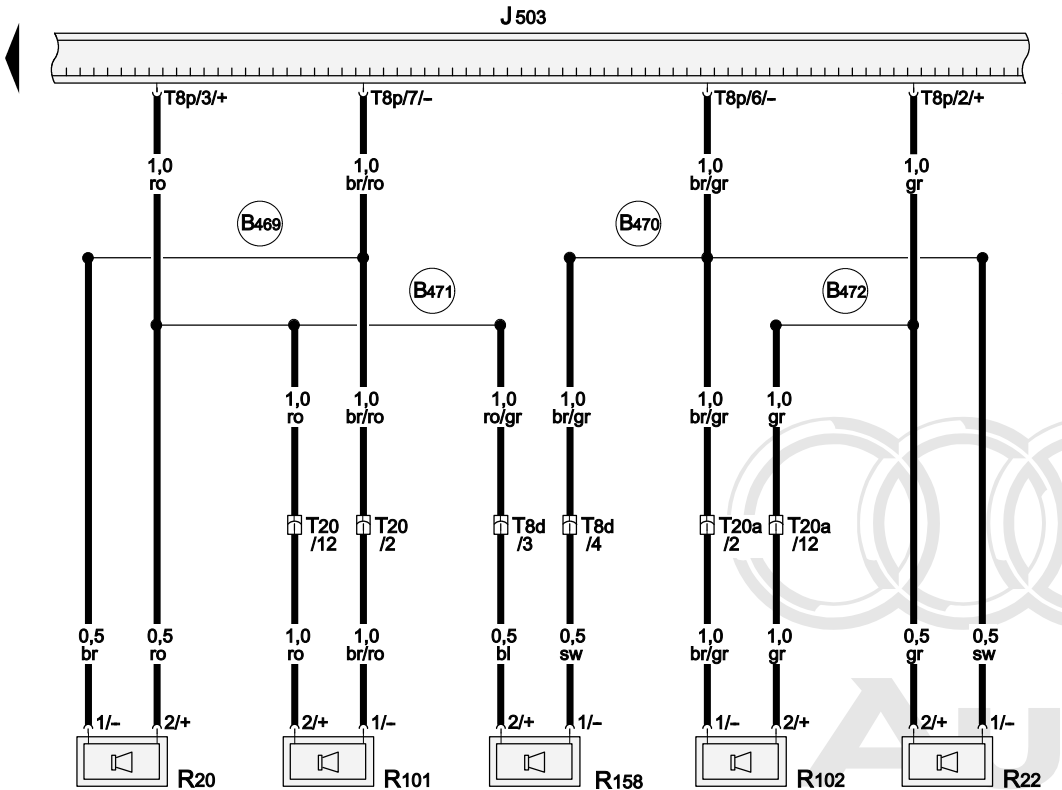 J503
T8p/3/+ T8p/7/– T8p/6/– T8p/2/+
1,0 1,0 1,0 1,0
ro br/ro br/gr gr
B469 B470
B471 B472
1,0 1,0 1,0 1,0 1,0 1,0
ro br/ro ro/gr br/gr br/gr gr
T20 T20 T8d T8d T20a T20a
/12 /2 /3 /4 /2 /12
0,5 0,5 1,0 1,0 0,5 0,5 1,0 1,0 0,5 0,5
br ro ro br/ro bl sw br/gr gr gr sw
1/– 2/+ 2/+ 1/– 2/+ 1/– 1/– 2/+ 2/+ 1/–
R20 R101 R158 R102 R22
Au